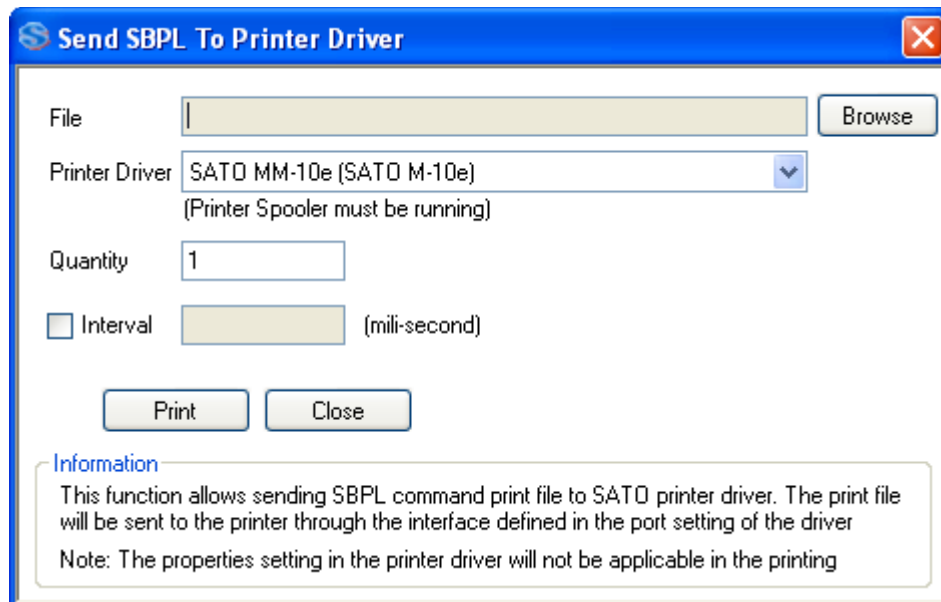 Send SBPL To Printer Driver
File
Browse
Printer Driver SATO MM-10e (SATO M-10e)
(Printer Spooler must be running)
Quantity 1
Interval (mili-second)
Print Close
Information
This function allows sending SBPL command print file to SATO printer driver. The print file
will be sent to the printer through the interface defined in the port setting of the driver
Note: The properties setting in the printer driver will not be applicable in the printing